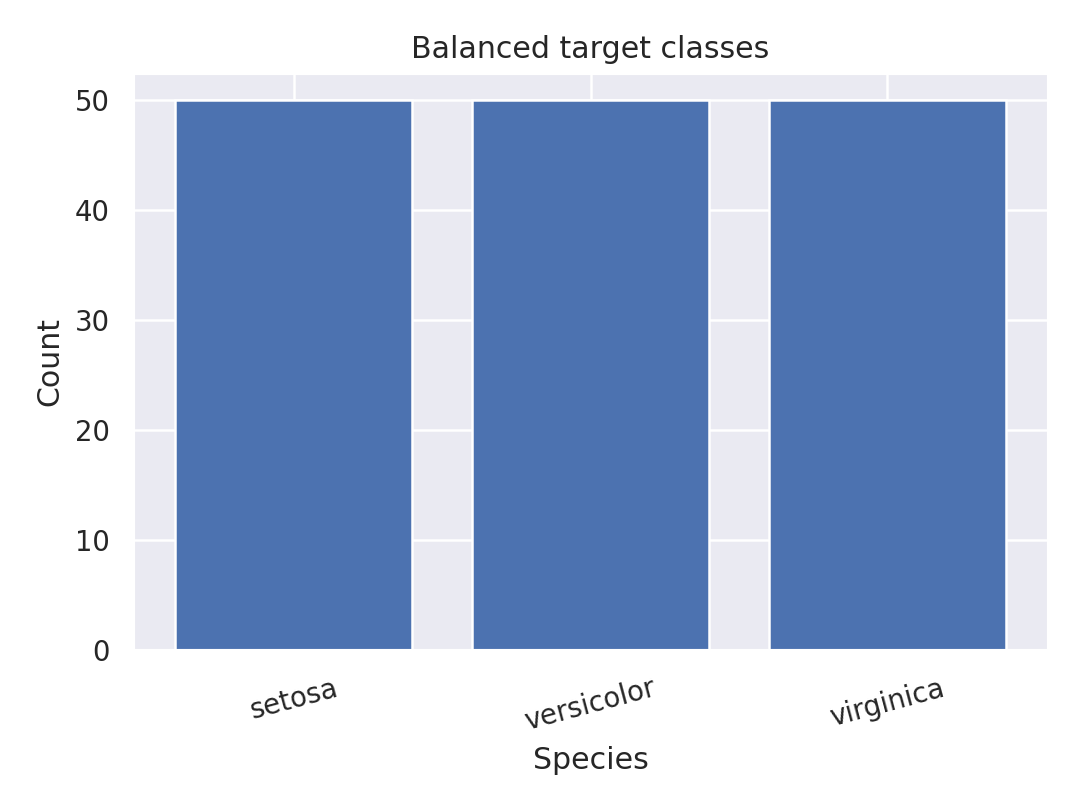 Balanced target classes
50
40
30
20
10
0
Count
setosa
versicolor
virginica
Species